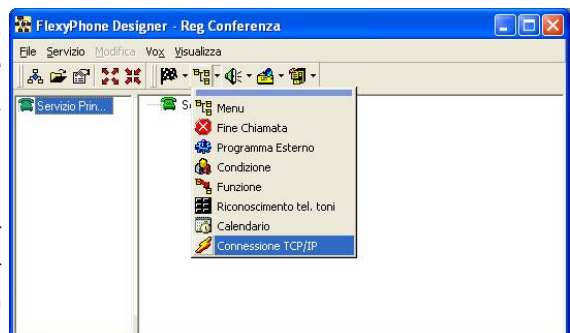 FlexyPhone Designer - Reg Conferenza
File Servizio Modifica Vox Visualizza
Servizio Prin...
Menu
Fine Chiamata
Programma Esterno
Condizione
Funzione
Riconoscimento tel. toni
Calendario
Connessione TCP/IP